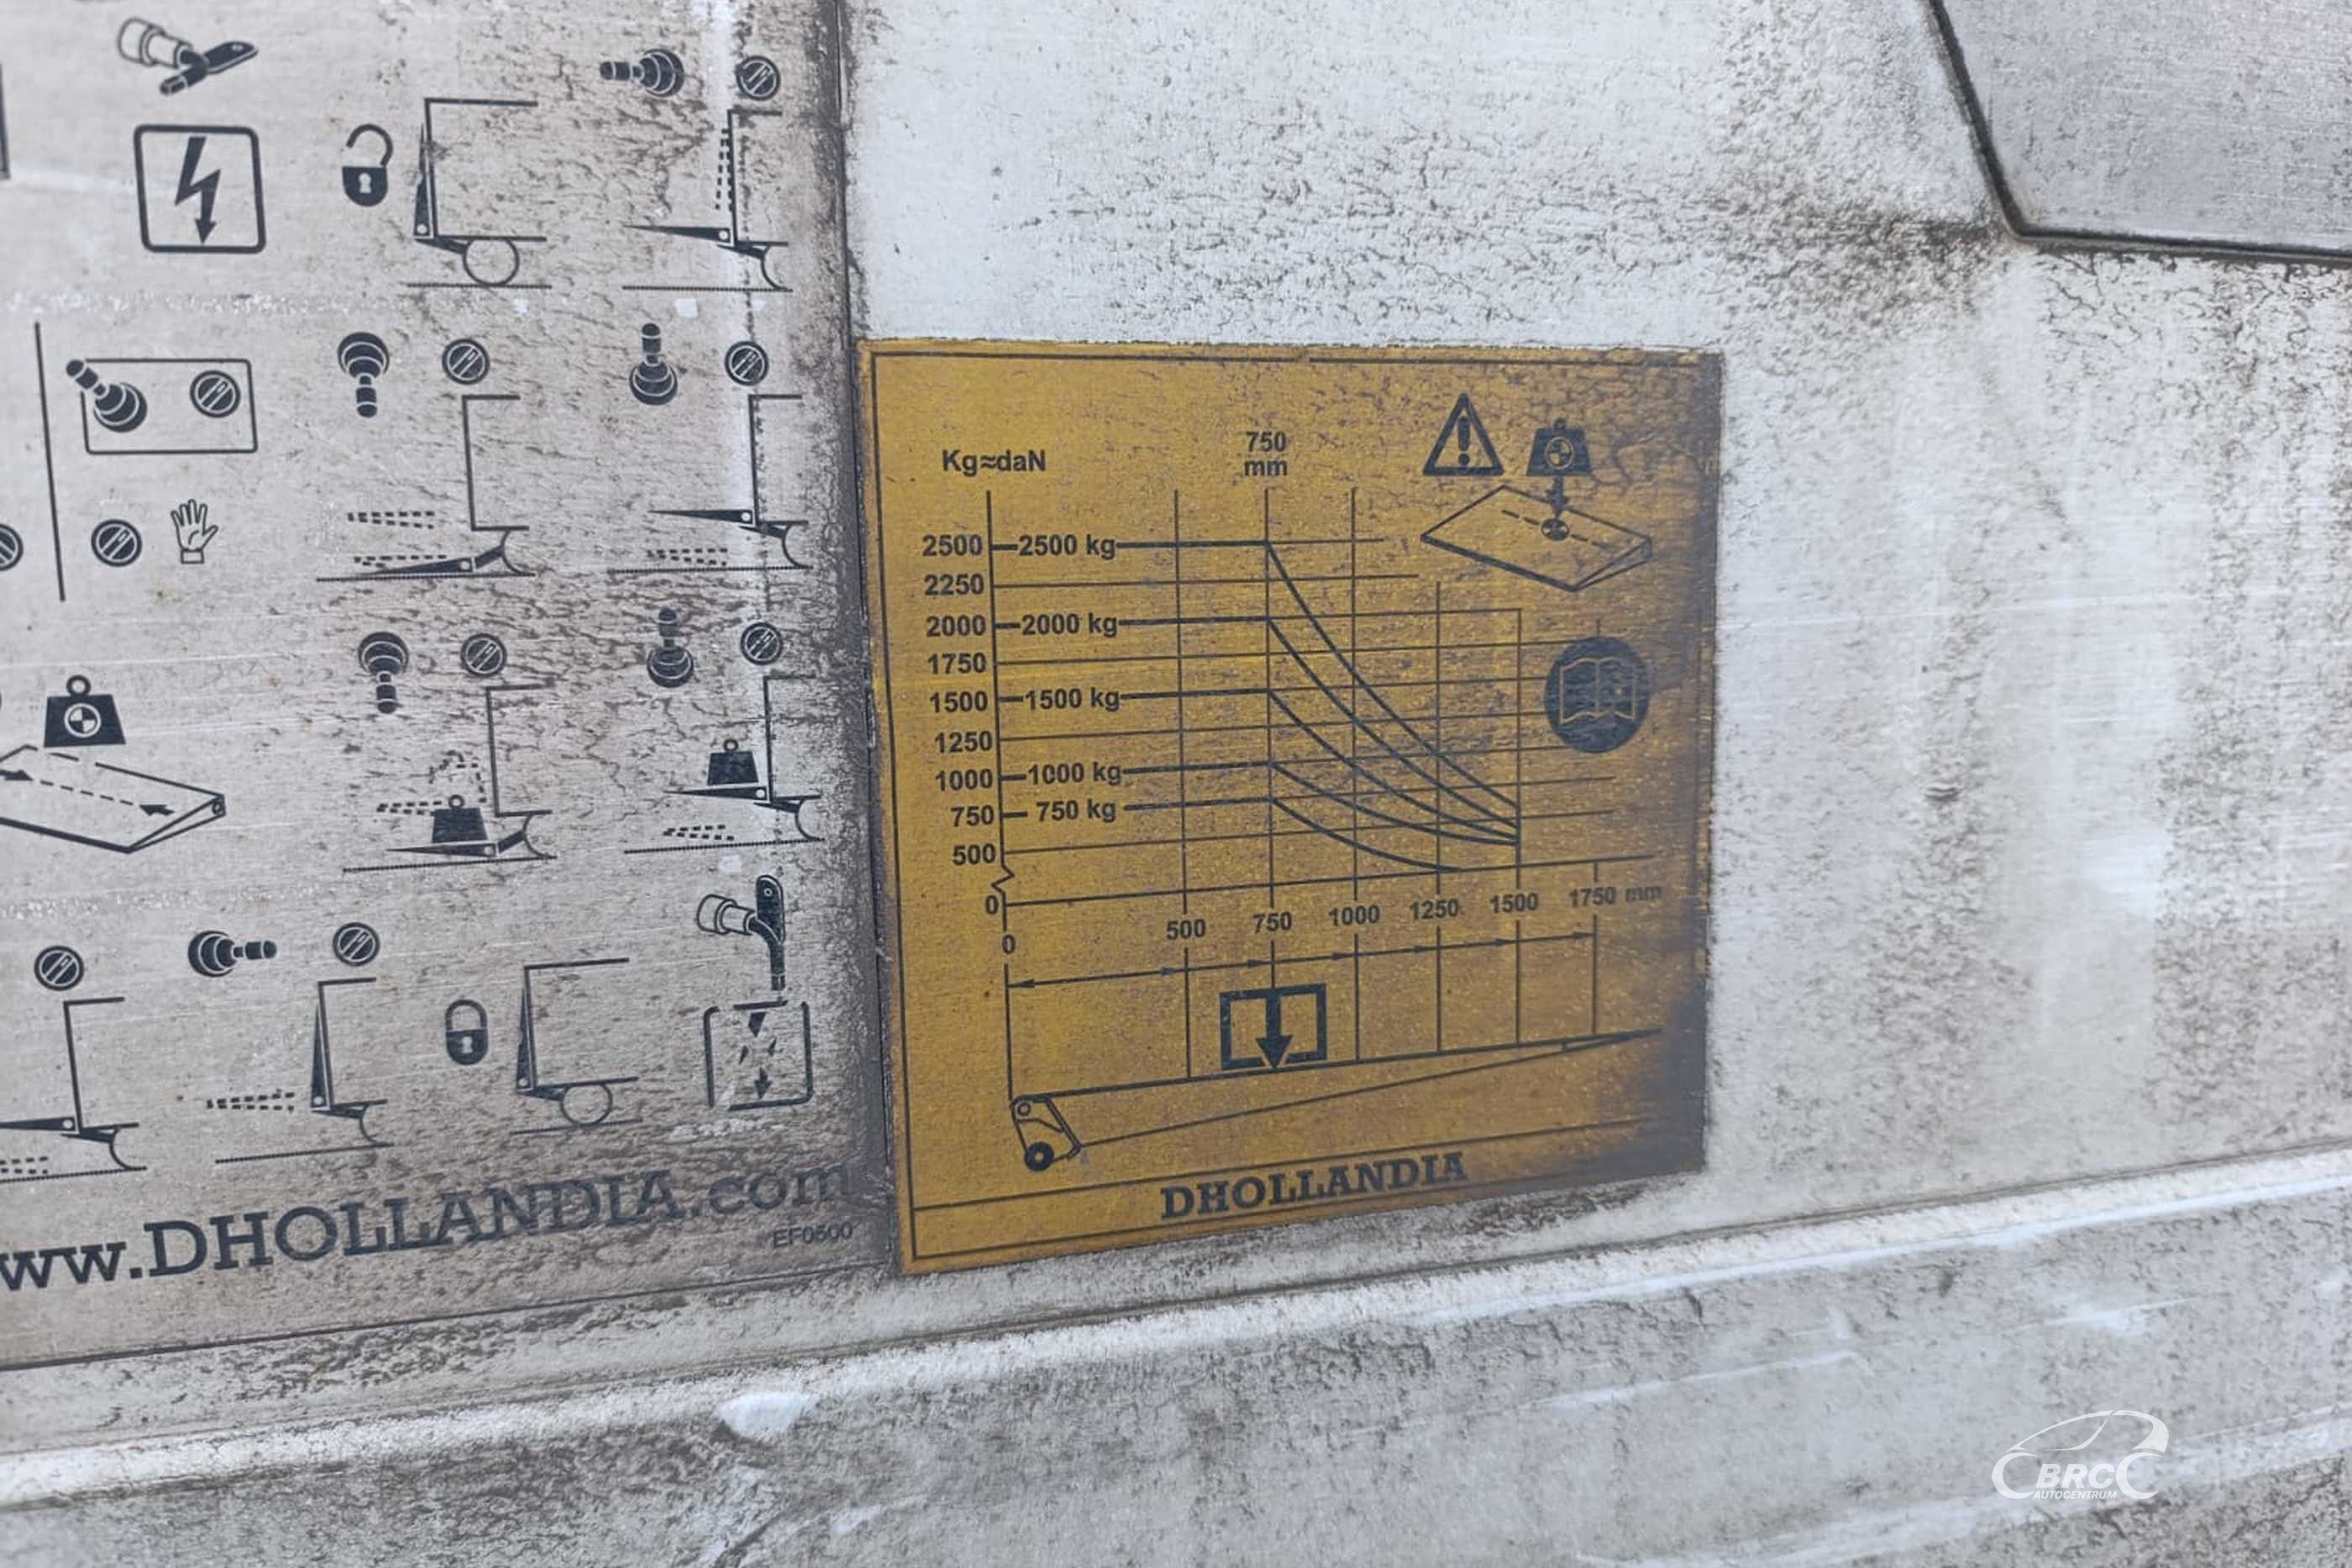 750
mm
Kg≈daN
2500 2500 kg
2250
2000 2000 kg
1750
1500 1500 kg
1250
1000 1000 kg
750 750 kg
500
0
0 500 750 1000 1250 1500 1750 mm
DHOLLANDIA
ww.DHOLLANDIA.com
EF0500
BRC
AUTOCENTRUM